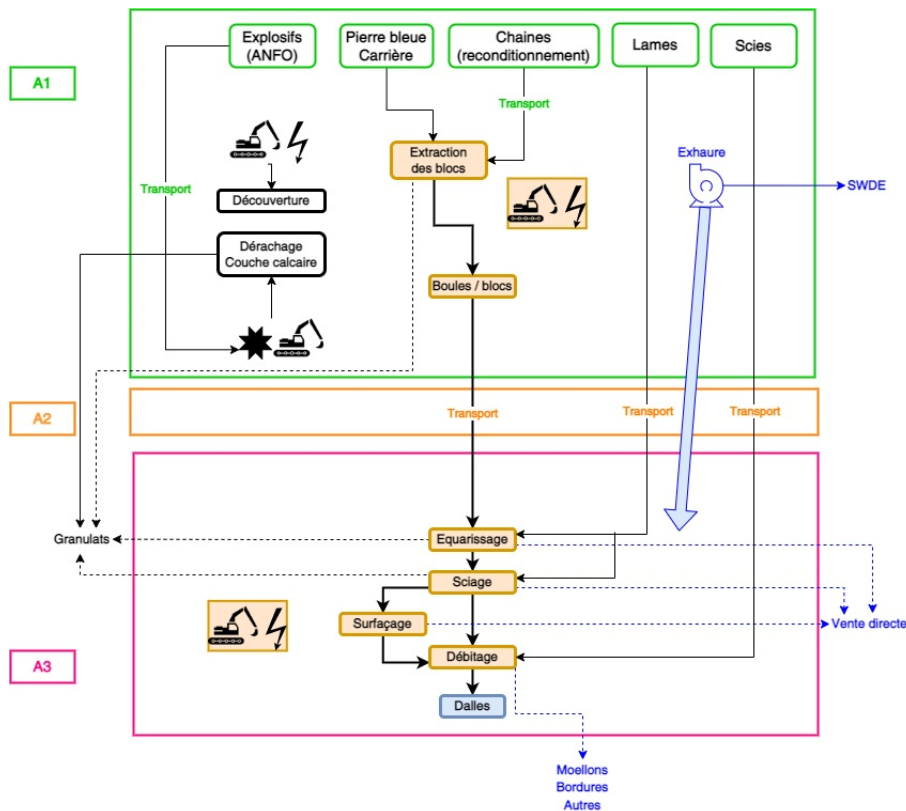 Explosifs
(ANFO)
Pierre bleue
Carrière
Chaines
(reconditionnement)
Lames
Scies
A1
Transport
Extraction
des blocs
Exhaure
SWDE
Transport
Découverture
Dérachage
Couche calcaire
Boules / blocs
A2
Transport
Transport
Transport
Granulats
Equarissage
Sciage
Surfaçage
Vente directe
A3
Débitage
Dalles
Moellons
Bordures
Autres